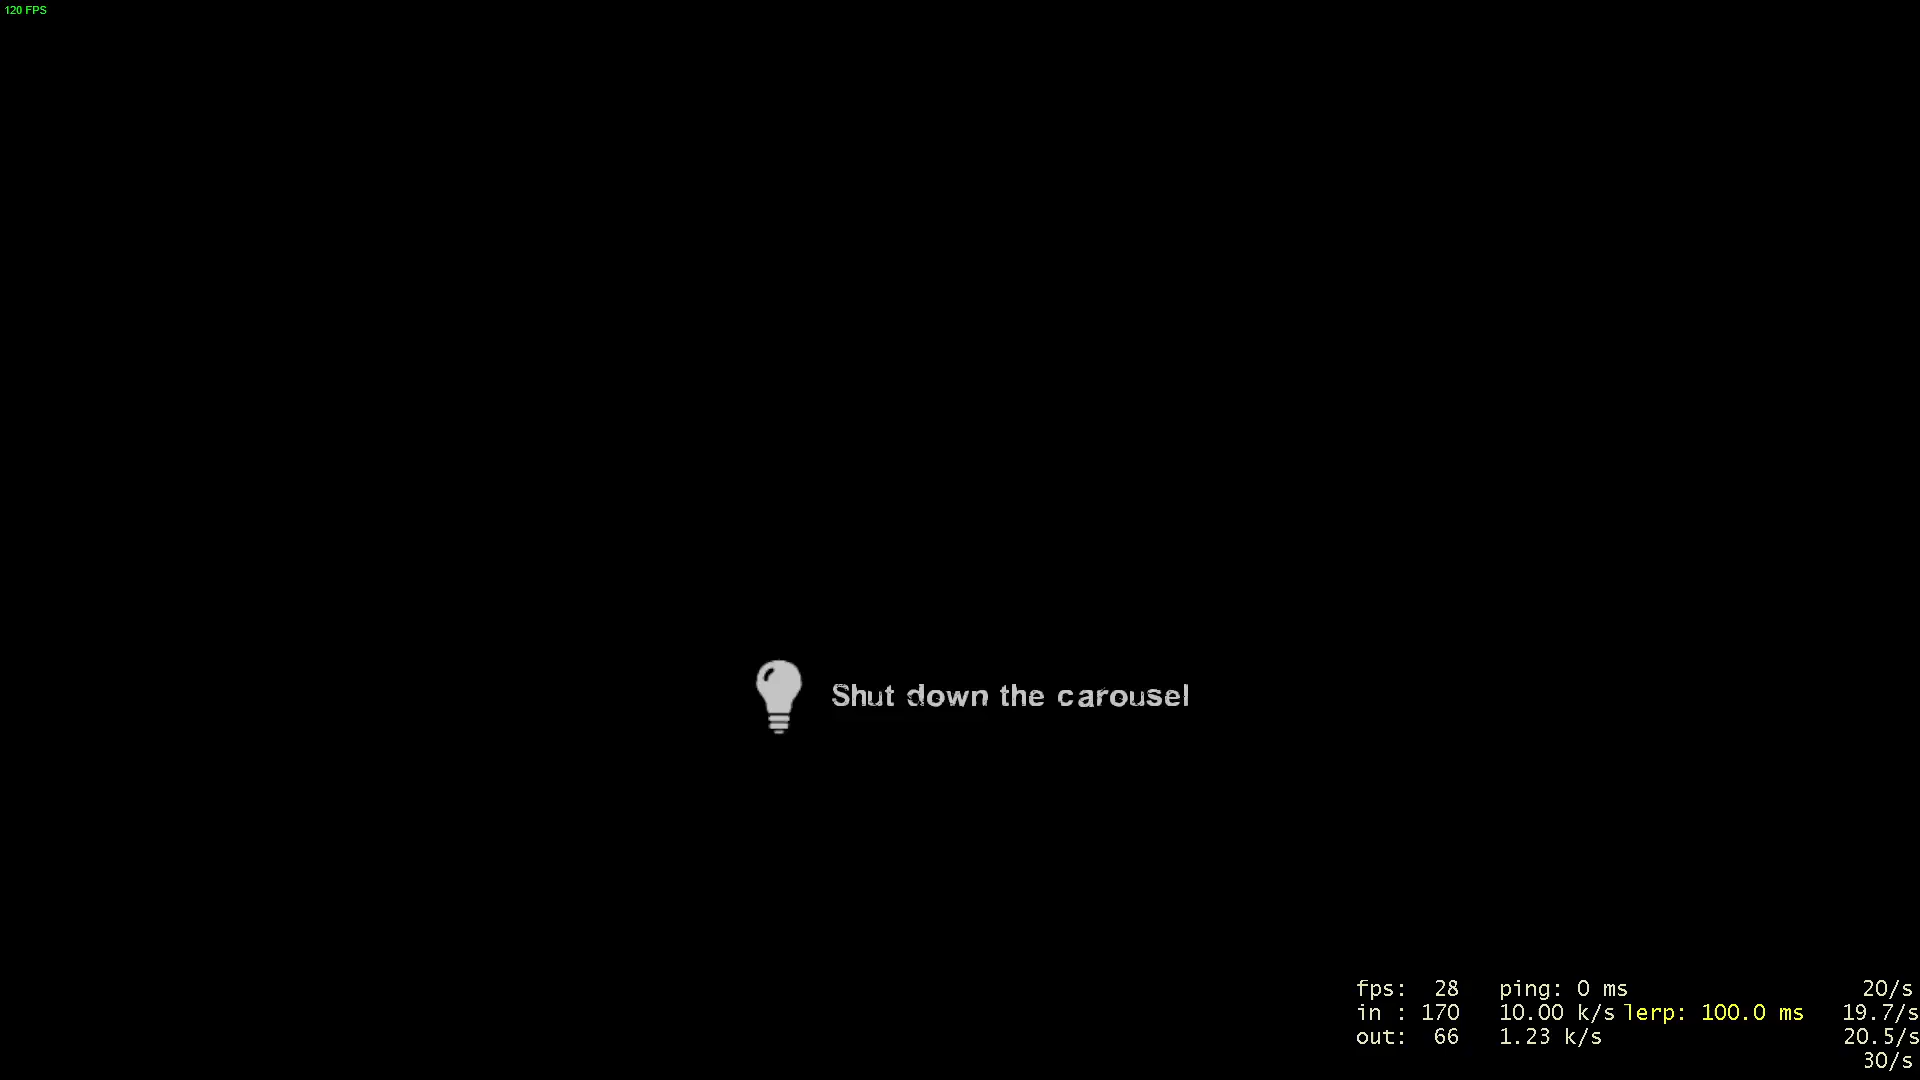 120 FPS
Shut down the carousel
fps: 28 ping: 0 ms 20/s
in : 170 10.00 k/s lerp: 100.0 ms 19.7/s
out: 66 1.23 k/s 20.5/s
30/s